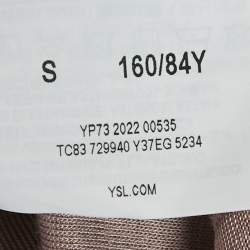 S 160/84Y
YP73 2022 00535
TC83 729940 Y37EG 5234
YSL.COM